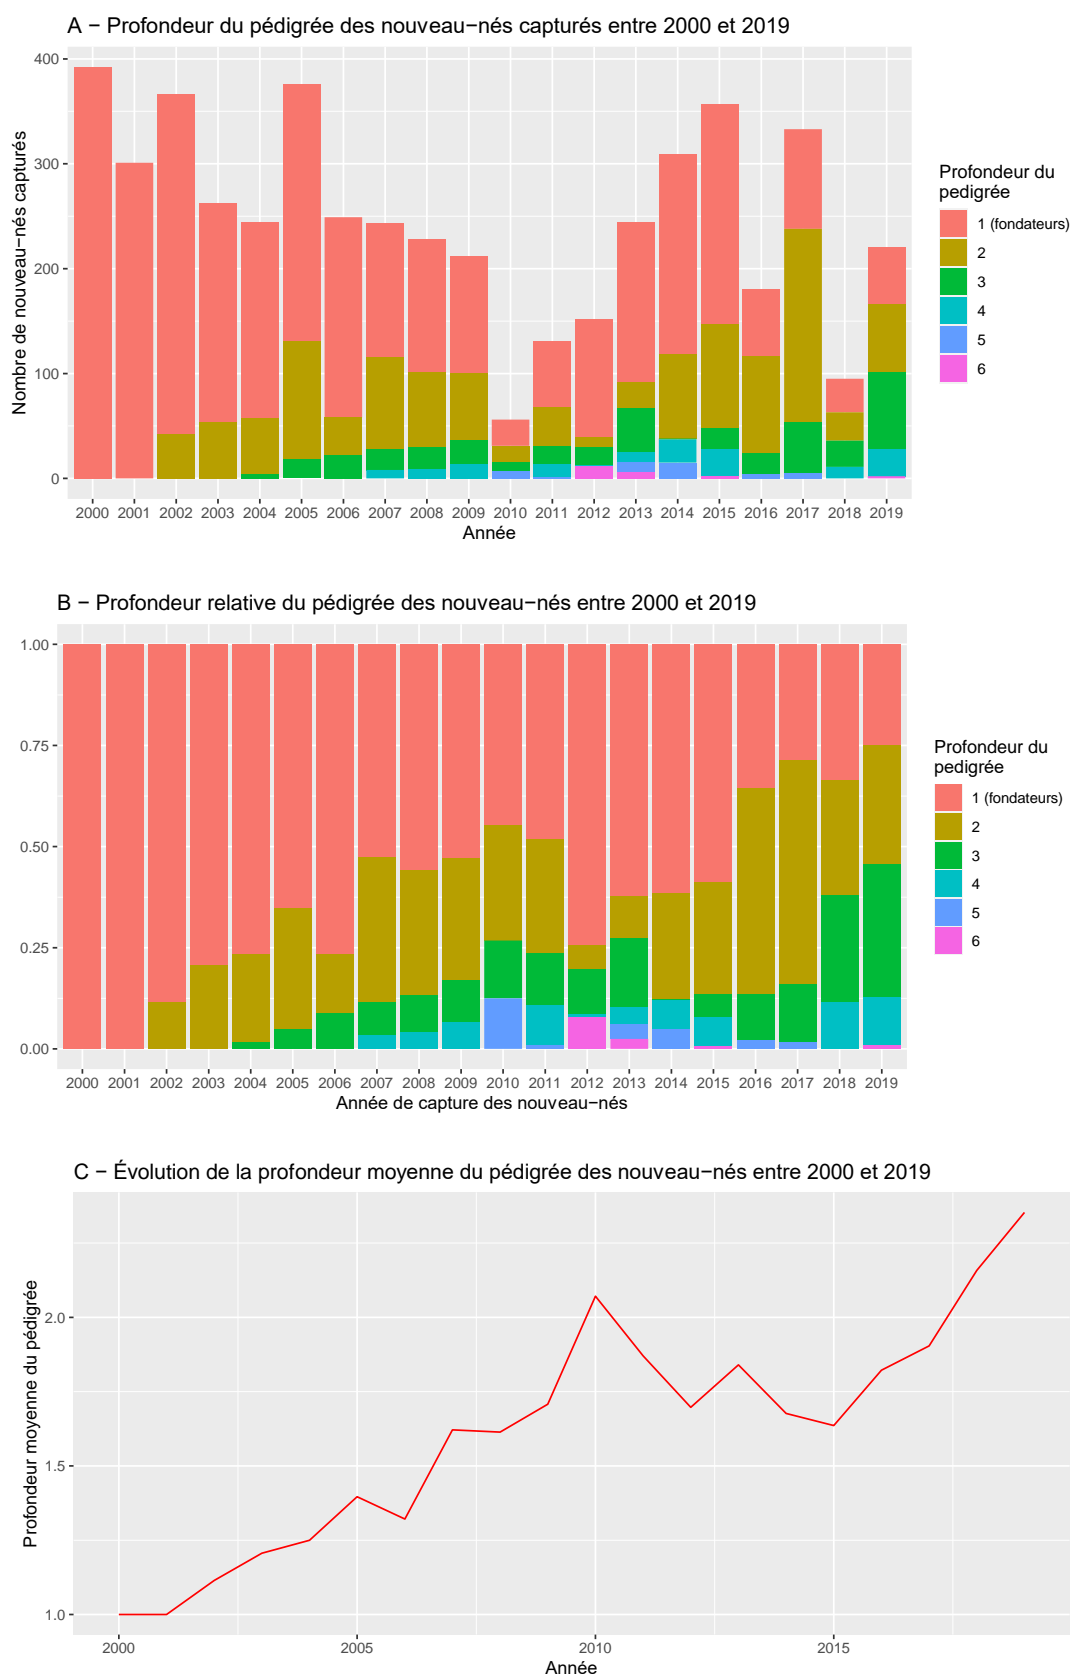 A − Profondeur du pédigrée des nouveau−nés capturés entre 2000 et 2019
Nombre de nouveau−nés capturés
400
300
200
100
0
2000 2001 2002 2003 2004 2005 2006 2007 2008 2009 2010 2011 2012 2013 2014 2015 2016 2017 2018 2019
Année
Profondeur du
pedigrée
1 (fondateurs)
2
3
4
5
6
B − Profondeur relative du pédigrée des nouveau−nés entre 2000 et 2019
1.00
0.75
0.50
0.25
0.00
2000 2001 2002 2003 2004 2005 2006 2007 2008 2009 2010 2011 2012 2013 2014 2015 2016 2017 2018 2019
Année de capture des nouveau−nés
Profondeur du
pedigrée
1 (fondateurs)
2
3
4
5
6
C − Évolution de la profondeur moyenne du pédigrée des nouveau−nés entre 2000 et 2019
Profondeur moyenne du pédigrée
2.0
1.5
1.0
2000 2005 2010 2015
Année